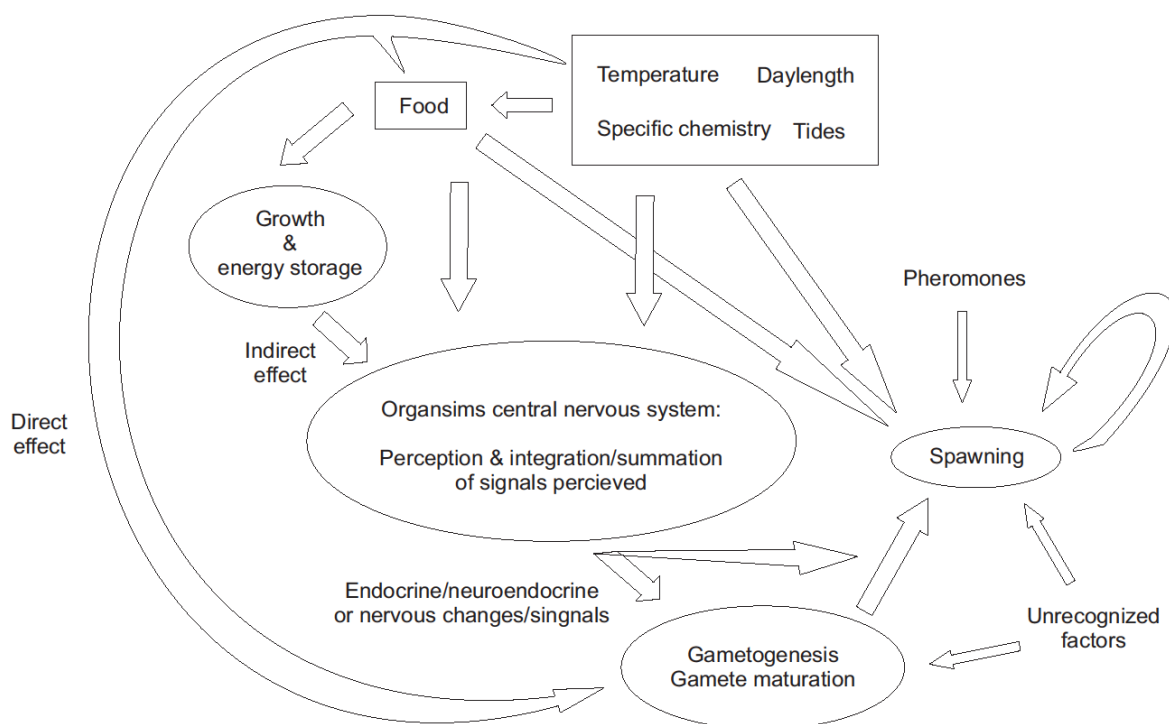 Temperature Daylength
Food
Specific chemistry Tides
Growth
&
energy storage
Pheromones
Indirect
effect
Direct
effect
Organsims central nervous system:
Perception & integration/summation
of signals percieved
Spawning
Endocrine/neuroendocrine
or nervous changes/singnals
Unrecognized
factors
Gametogenesis
Gamete maturation